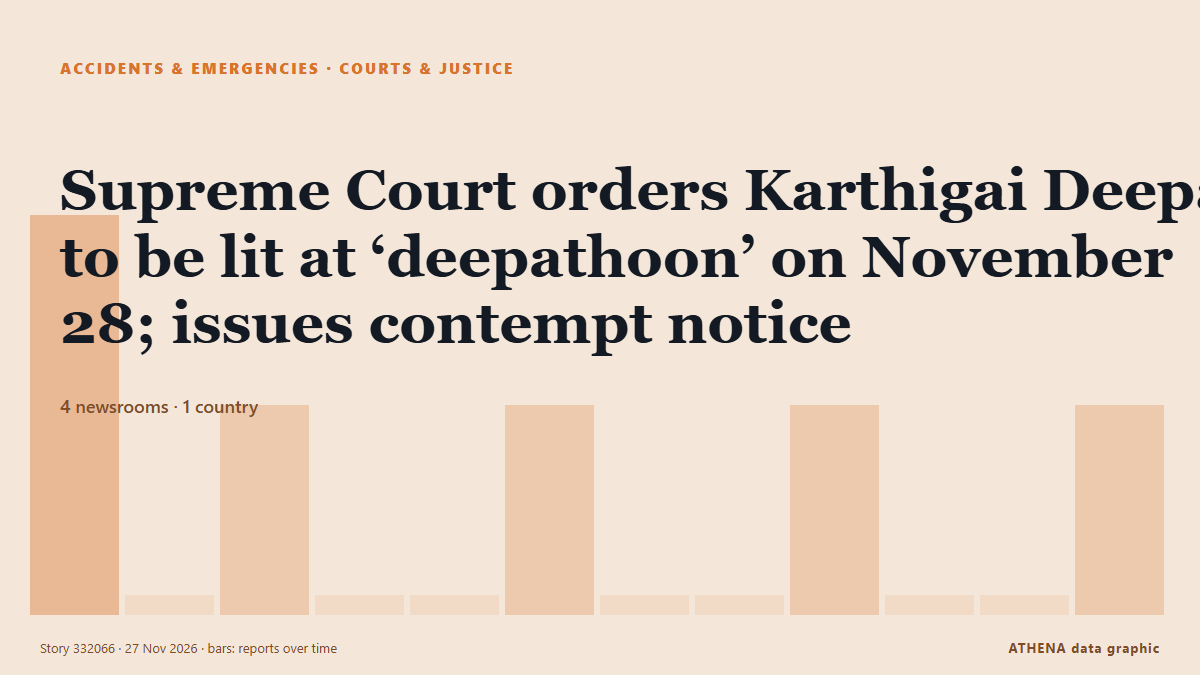 ACCIDENTS & EMERGENCIES · COURTS & JUSTICE
Supreme Court orders Karthigai
to be lit at ‘deepathoon’ on November
28; issues contempt notice
4 newsrooms · 1 country
Story 332066 · 27 Nov 2026 · bars: reports over time
ATHENA data graphic